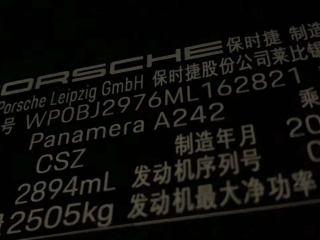 PORSCHE 保时捷 制造
Porsche Leipzig GmbH 保时捷股份公司莱比锡
号 WP0BJ2976ML162821 乘
Panamera A242
CSZ 制造年月 20
2894mL 发动机序列号 0
2505kg 发动机最大净功率